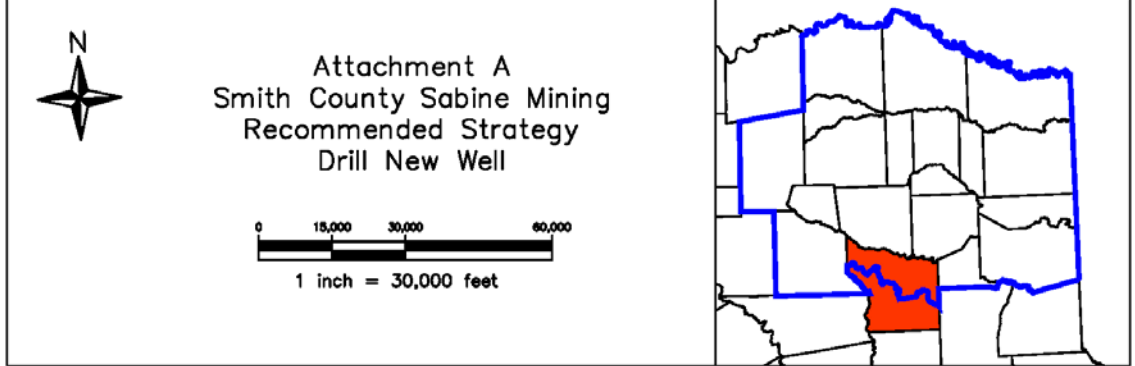 N
Attachment A
Smith County Sabine Mining
Recommended Strategy
Drill New Well
0 15,000 30,000 60,000
1 inch = 30,000 feet